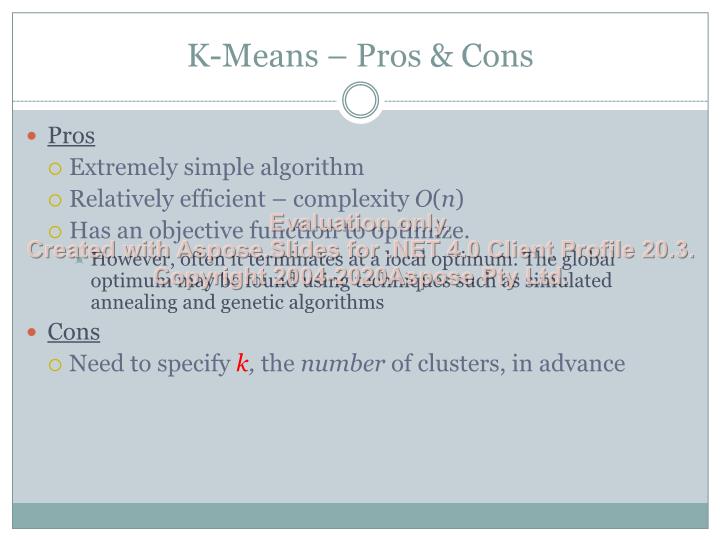 K-Means – Pros & Cons
Pros
Extremely simple algorithm
Relatively efficient – complexity O(n)
Has an objective function to optimize.
However, often it terminates at a local optimum. The global
optimum may be found using techniques such as simulated
annealing and genetic algorithms
Cons
Need to specify k, the number of clusters, in advance
Evaluation only.
Created with Aspose.Slides for .NET 4.0 Client Profile 20.3.
Copyright 2004-2020Aspose Pty Ltd.